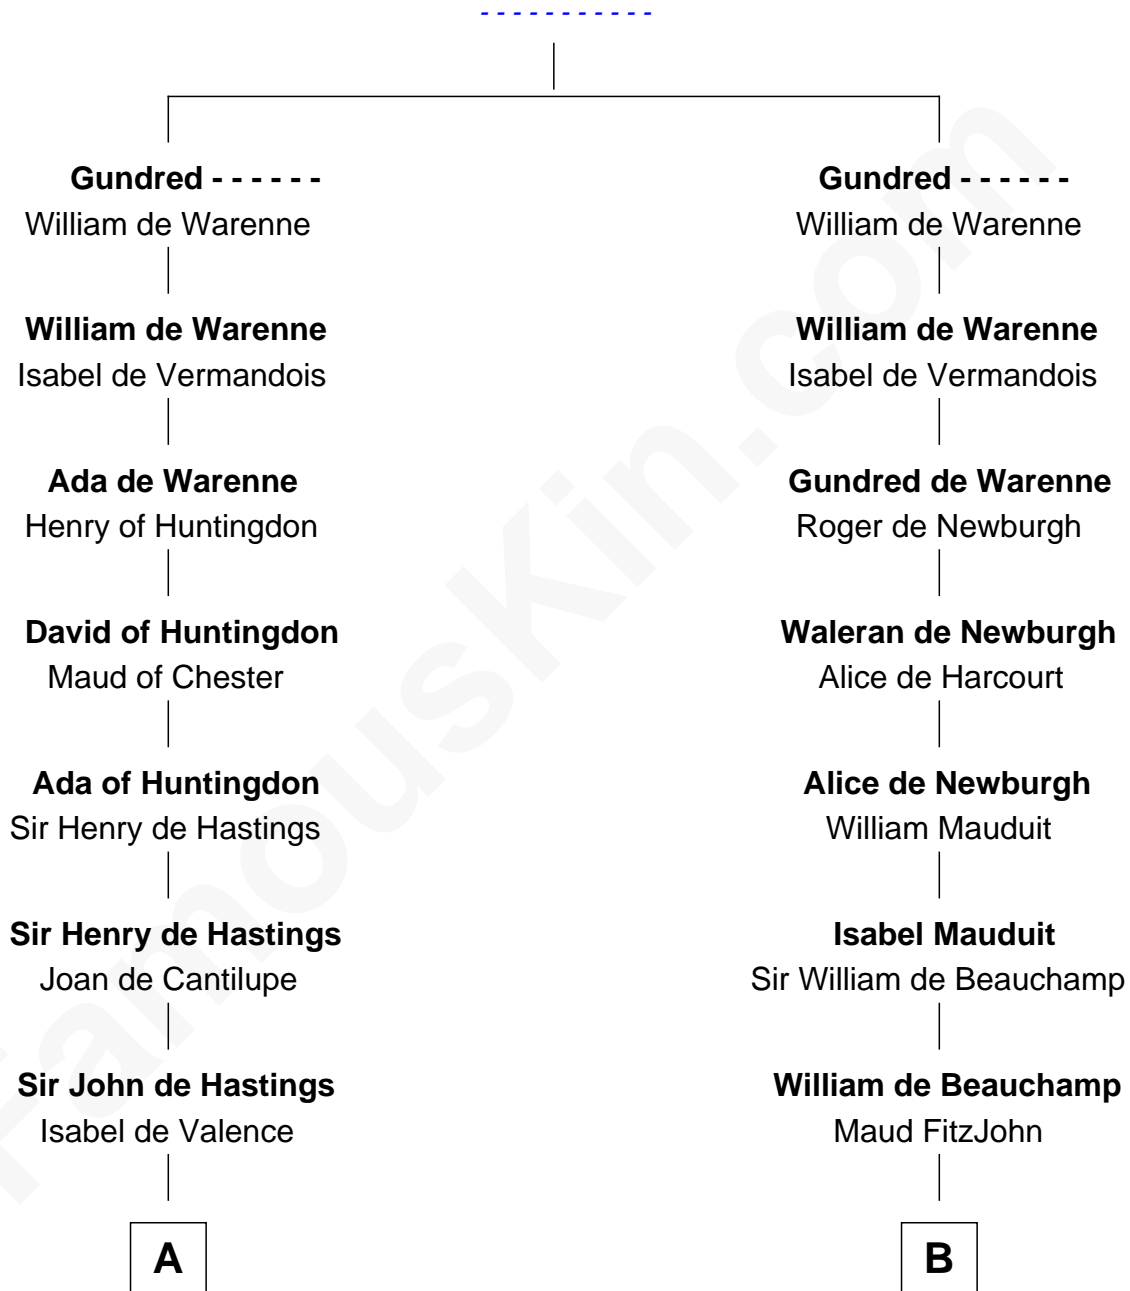 - - - - - - - - - - -
Gundred - - - - - -
William de Warenne
William de Warenne
Isabel de Vermandois
Ada de Warenne
Henry of Huntingdon
David of Huntingdon
Maud of Chester
Ada of Huntingdon
Sir Henry de Hastings
Sir Henry de Hastings
Joan de Cantilupe
Sir John de Hastings
Isabel de Valence
A
Gundred - - - - - -
William de Warenne
William de Warenne
Isabel de Vermandois
Gundred de Warenne
Roger de Newburgh
Waleran de Newburgh
Alice de Harcourt
Alice de Newburgh
William Mauduit
Isabel Mauduit
Sir William de Beauchamp
William de Beauchamp
Maud FitzJohn
B
FamousKin.com